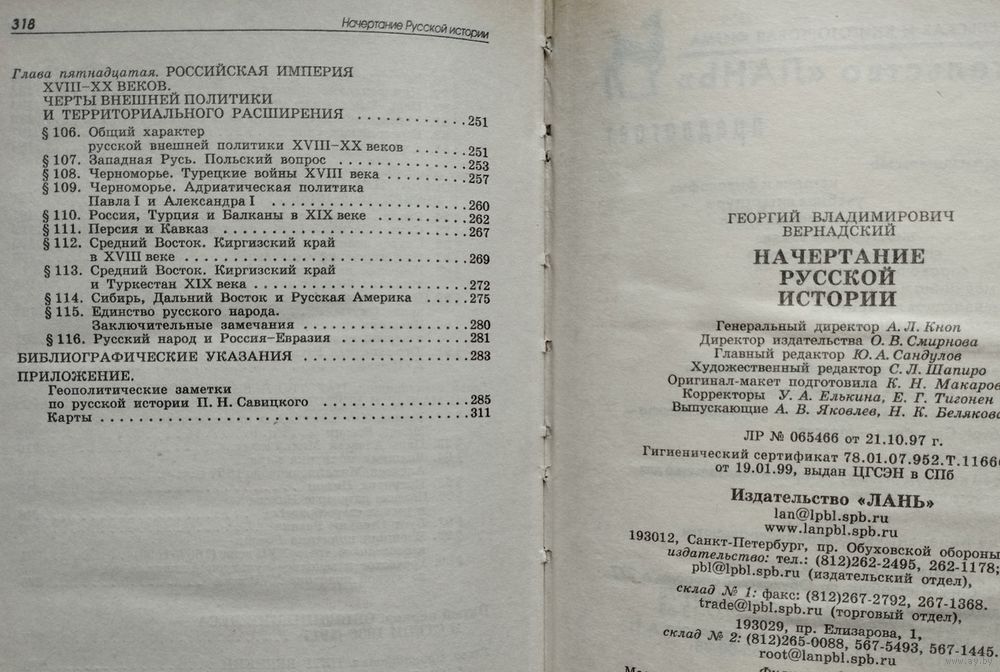 318
Начертание Русской истории
Глава пятнадцатая. РОССИЙСКАЯ ИМПЕРИЯ
XVIII–XX ВЕКОВ.
ЧЕРТЫ ВНЕШНЕЙ ПОЛИТИКИ
И ТЕРРИТОРИАЛЬНОГО РАСШИРЕНИЯ ............251
§ 106. Общий характер
русской внешней политики XVIII–XX веков ......251
§ 107. Западная Русь. Польский вопрос ..............253
§ 108. Черноморье. Турецкие войны XVIII века ........257
§ 109. Черноморье. Адриатическая политика
Павла I и Александра I ....................260
§ 110. Россия, Турция и Балканы в XIX веке ..........262
§ 111. Персия и Кавказ ..........................267
§ 112. Средний Восток. Киргизский край
в XVIII веке ............................269
§ 113. Средний Восток. Киргизский край
и Туркестан XIX века ......................272
§ 114. Сибирь, Дальний Восток и Русская Америка .....275
§ 115. Единство русского народа.
Заключительные замечания ..................280
§ 116. Русский народ и Россия-Евразия ..............281
БИБЛИОГРАФИЧЕСКИЕ УКАЗАНИЯ ..................283
ПРИЛОЖЕНИЕ.
Геополитические заметки
по русской истории П. Н. Савицкого ................285
Карты ........................................311
ГЕОРГИЙ ВЛАДИМИРОВИЧ
ВЕРНАДСКИЙ
НАЧЕРТАНИЕ
РУССКОЙ
ИСТОРИИ
Генеральный директор А. Л. Кноп
Директор издательства О. В. Смирнова
Главный редактор Ю. А. Сандулов
Художественный редактор С. Л. Шапиро
Оригинал-макет подготовила К. Н. Макаров
Корректоры У. А. Елькина, Е. Г. Тигонен
Выпускающие А. В. Яковлев, Н. К. Белякова
ЛР № 065466 от 21.10.97 г.
Гигиенический сертификат 78.01.07.952.Т.1166
от 19.01.99, выдан ЦГСЭН в СПб
Издательство «ЛАНЬ»
lan@lpbl.spb.ru
www.lanpbl.spb.ru
193012, Санкт-Петербург, пр. Обуховской обороны
издательство: тел.: (812)262-2495, 262-1178;
pbl@lpbl.spb.ru (издательский отдел),
склад № 1: факс: (812)267-2792, 267-1368.
trade@lpbl.spb.ru (торговый отдел),
193029, пр. Елизарова, 1,
склад № 2: (812)265-0088, 567-5493, 567-1445.
root@lanpbl.spb.ru
www.ay.by